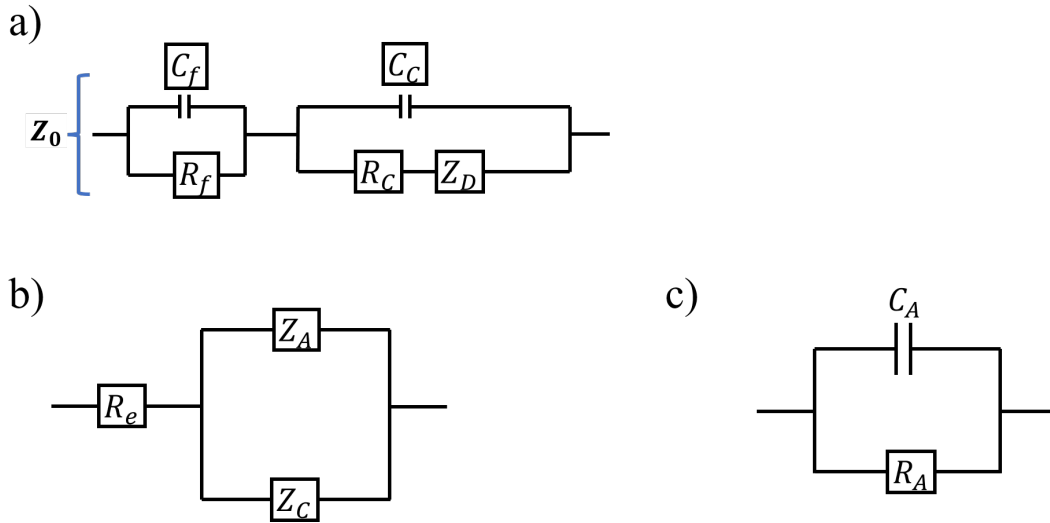 a)
C_f
C_C
Z_0
R_f
R_C
Z_D
b)
c)
Z_A
C_A
R_e
R_A
Z_C